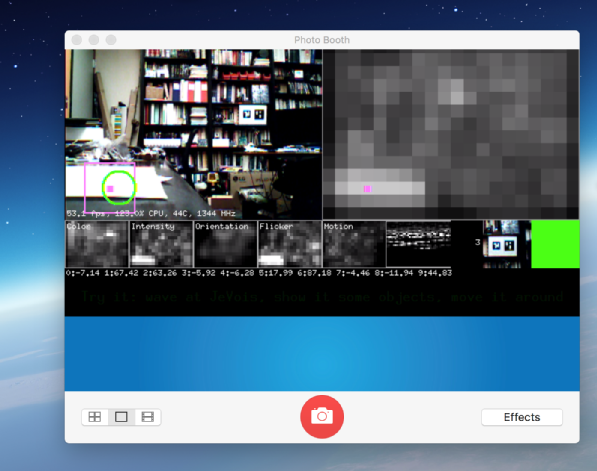 Photo Booth
53.1 fps, 123.0% CPU, 44C, 1344 MHz
Color Intensity Orientation Flicker Motion
3
0:-7.14 1:67.42 2:63.26 3:-5.92 4:-6.28 5:17.99 6:87.18 7:-4.46 8:-11.94 9:44.83
Try it: wave at JeVois, show it some objects, move it around
Effects